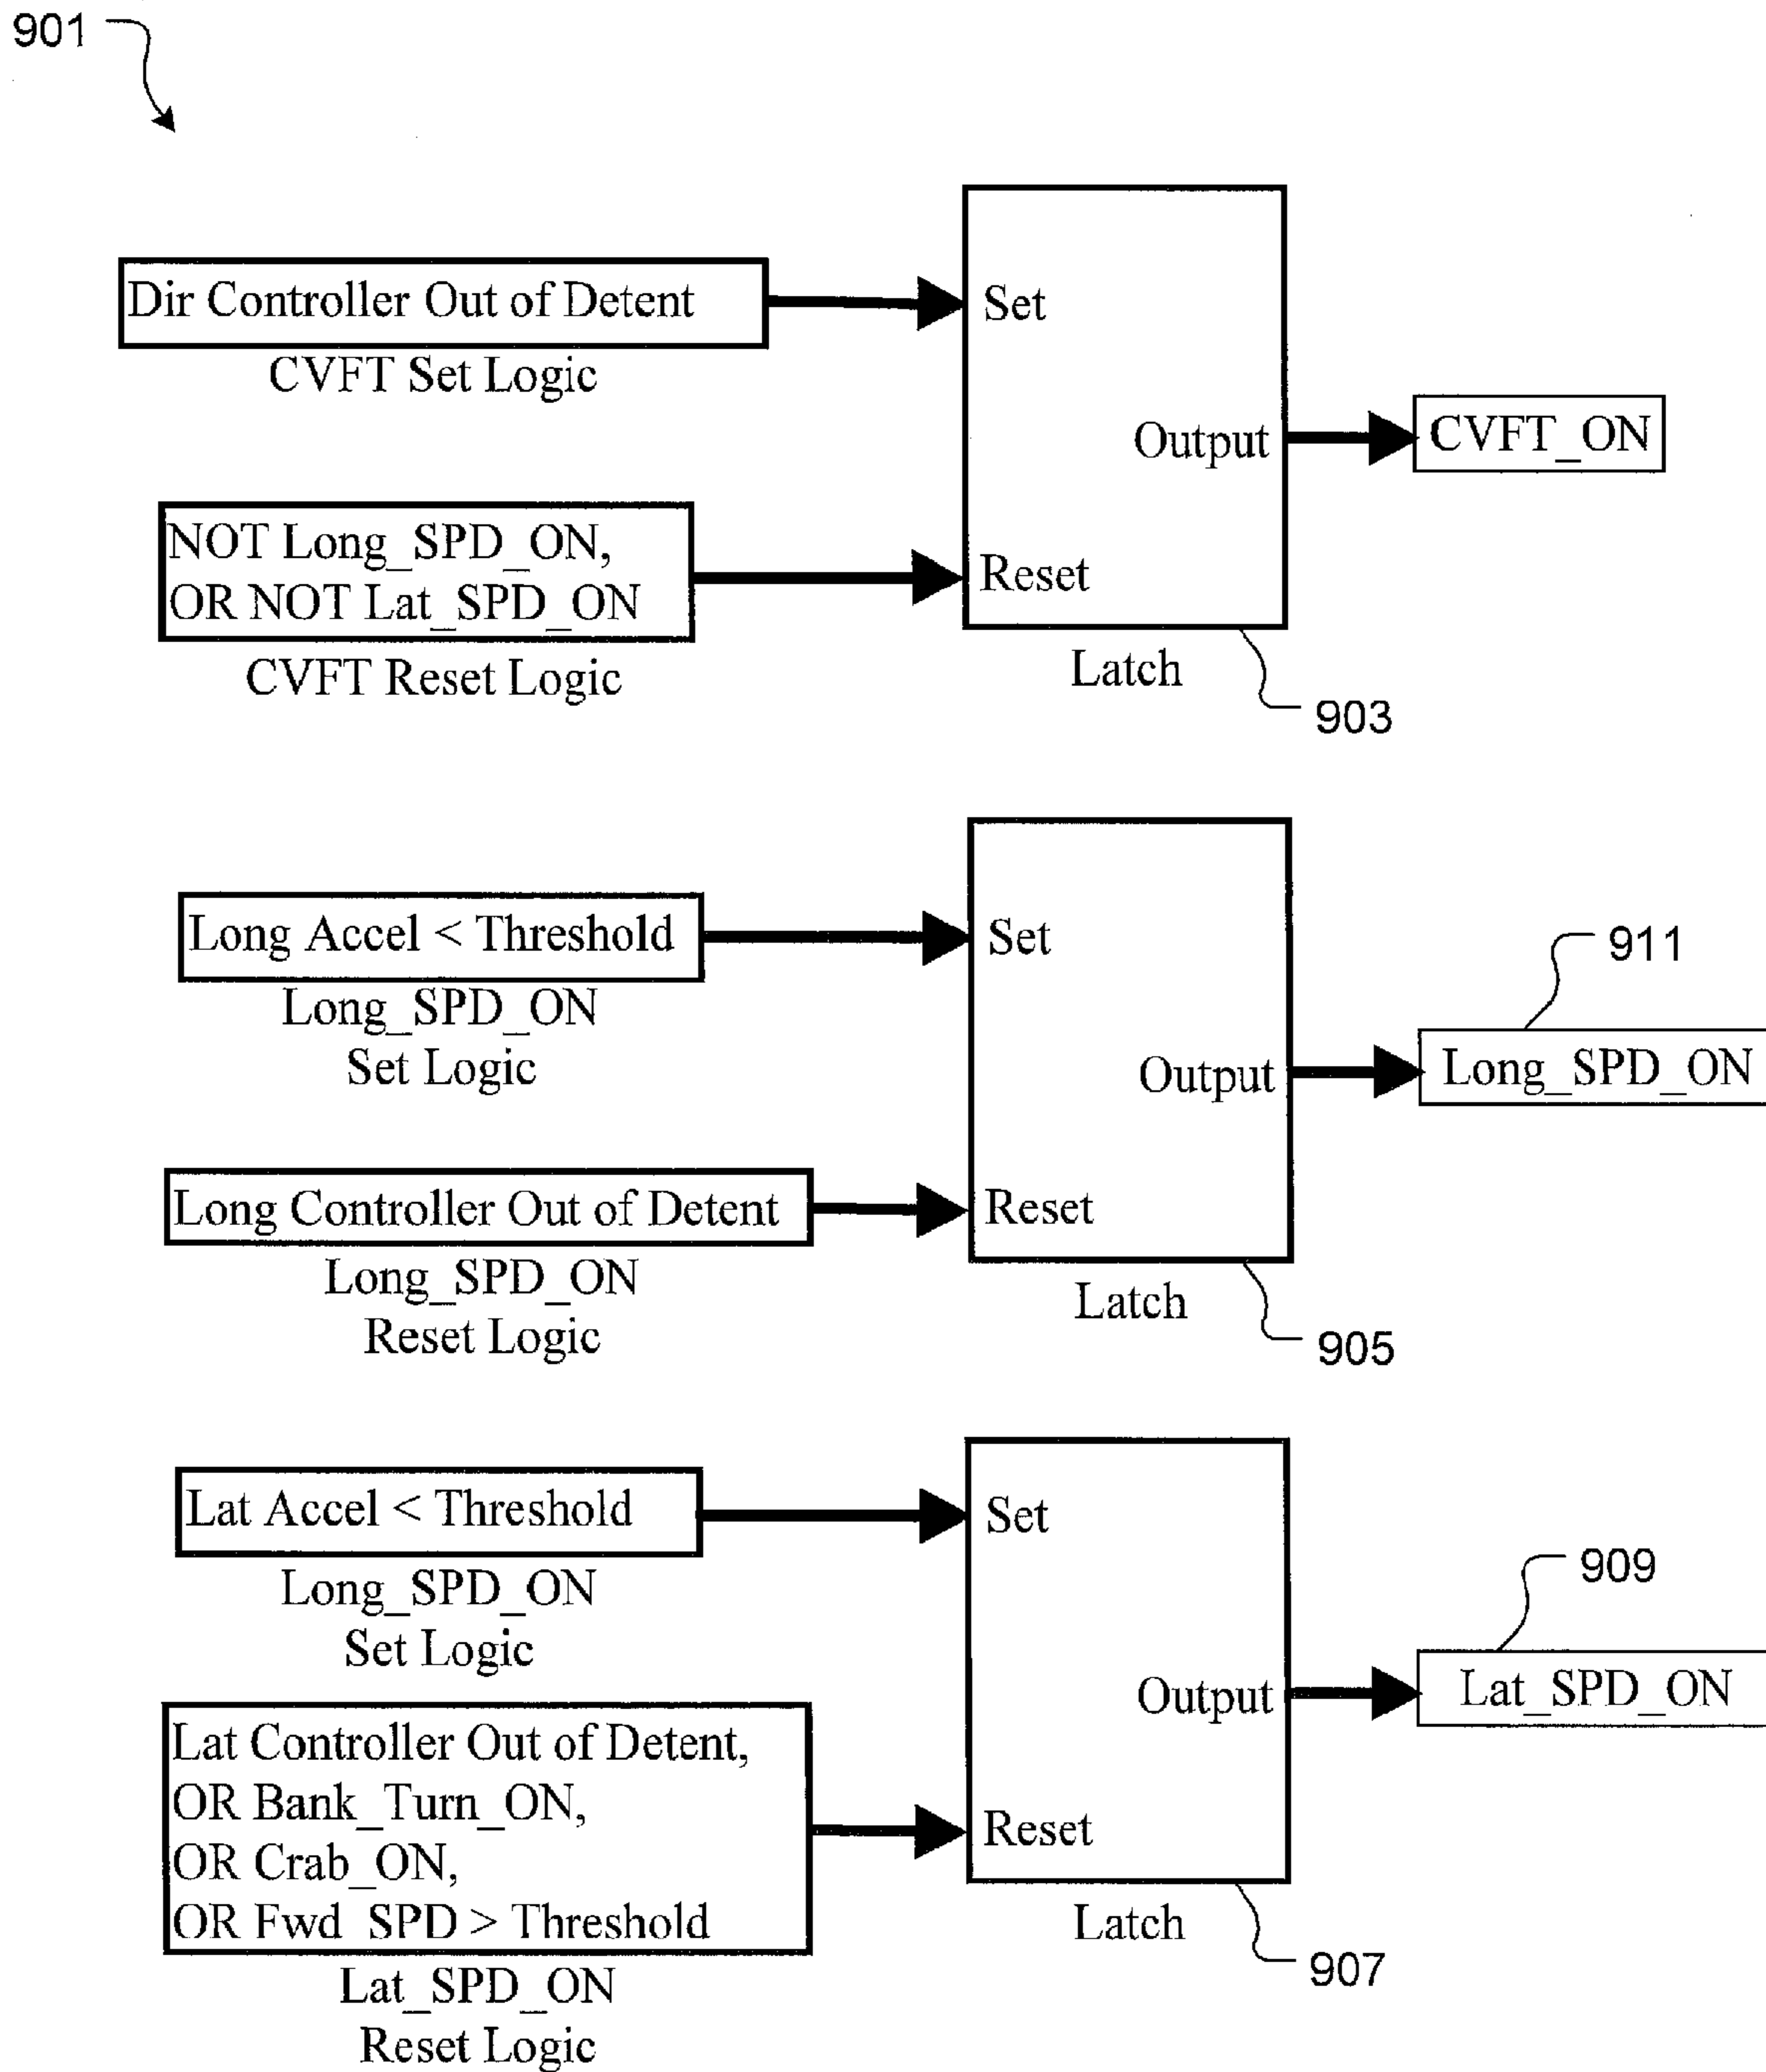 901
Dir Controller Out of Detent
CVFT Set Logic
Set
Output
CVFT_ON
NOT Long_SPD_ON,
OR NOT Lat_SPD_ON
CVFT Reset Logic
Reset
Latch
903
Long Accel < Threshold
Long_SPD_ON
Set Logic
Set
Output
911
Long_SPD_ON
Long Controller Out of Detent
Long_SPD_ON
Reset Logic
Reset
Latch
905
Lat Accel < Threshold
Long_SPD_ON
Set Logic
Set
Output
909
Lat_SPD_ON
Lat Controller Out of Detent,
OR Bank_Turn_ON,
OR Crab_ON,
OR Fwd_SPD > Threshold
Lat_SPD_ON
Reset Logic
Reset
Latch
907